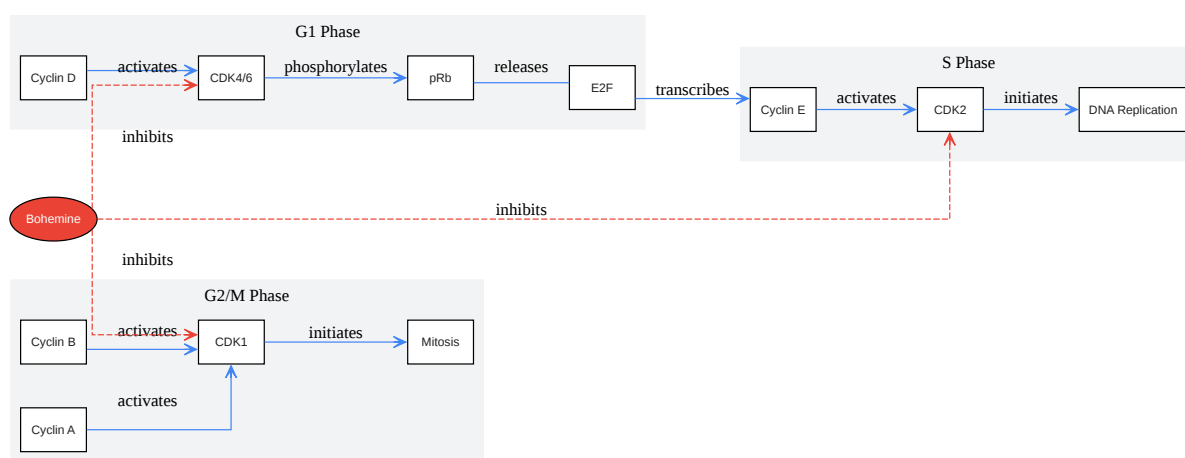 G1 Phase
Cyclin D
activates
CDK4/6
phosphorylates
pRb
releases
E2F
transcribes
S Phase
Cyclin E
activates
CDK2
initiates
DNA Replication
inhibits
Bohemine
inhibits
inhibits
G2/M Phase
Cyclin B
activates
CDK1
initiates
Mitosis
activates
Cyclin A